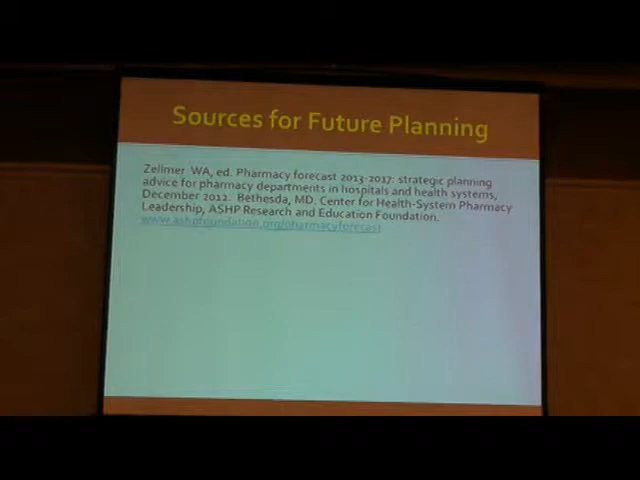 Sources for Future Planning
Zellmer WA, ed. Pharmacy forecast 2013-2017: strategic planning
advice for pharmacy departments in hospitals and health systems,
December 2012. Bethesda, MD: Center for Health-System Pharmacy
Leadership, ASHP Research and Education Foundation.
www.ashpfoundation.org/pharmacyforecast